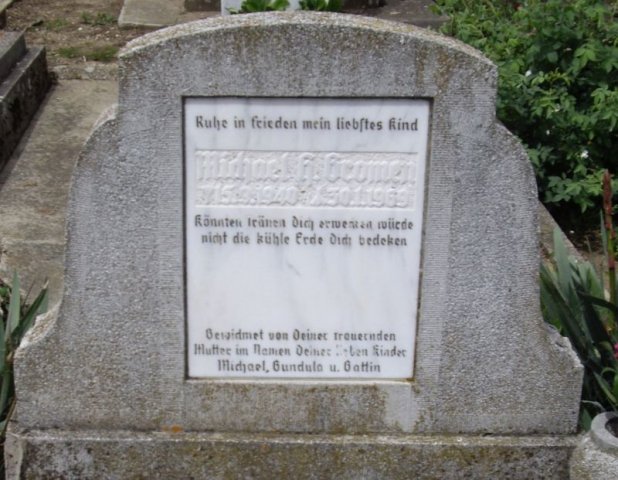 Ruhe in Frieden mein liebstes Kind
Michael
Könnten tränen Dich erwecken würde
nicht die kühle Erde Dich bedeken
Gewidmet von Deiner trauernden
Mutter im Namen Deiner lieben Kinder
Michael, Gundula u. Gattin